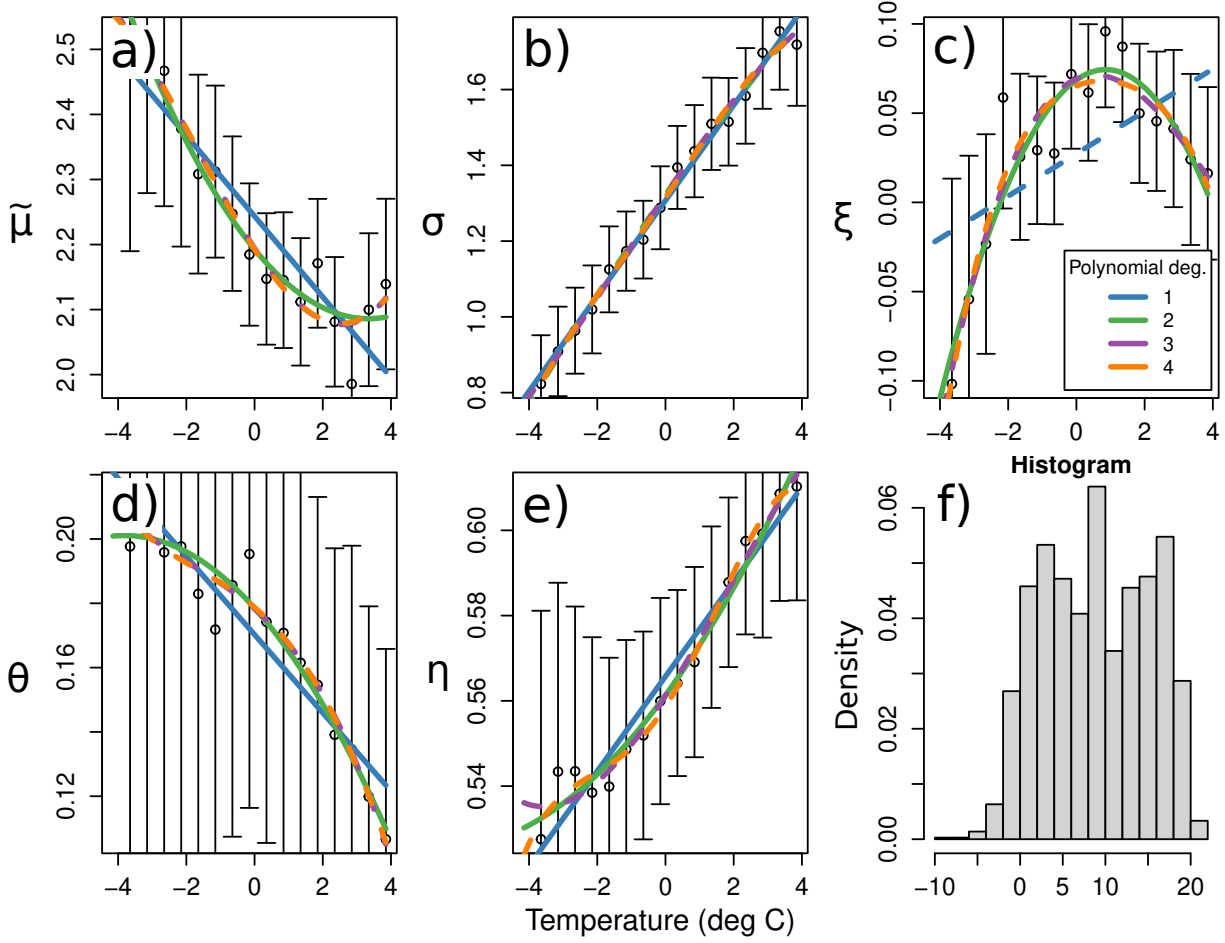 a)
2.5
2.4
2.3
2.2
2.1
2.0
μ̃
−4 −2 0 2 4
b)
1.6
1.4
1.2
1.0
0.8
σ
−4 −2 0 2 4
c)
0.10
0.05
0.00
−0.05
−0.10
ξ
Polynomial deg.
1
2
3
4
−4 −2 0 2 4
d)
0.20
0.16
0.12
θ
−4 −2 0 2 4
e)
0.60
0.58
0.56
0.54
η
−4 −2 0 2 4
Temperature (deg C)
Histogram
f)
0.06
0.04
0.02
0.00
Density
−10 0 5 10 20